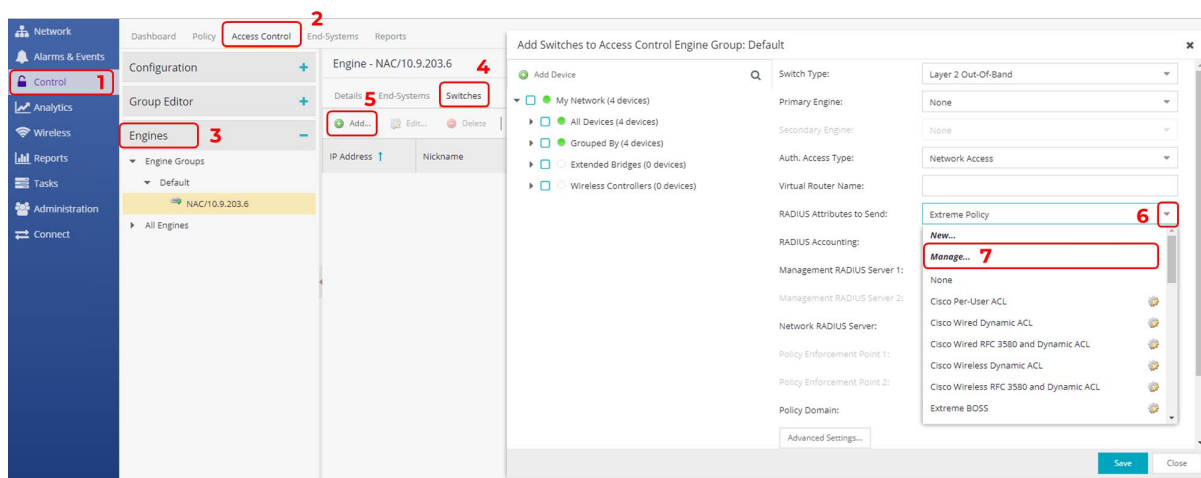 Network
Alarms & Events
Control
1
Analytics
Wireless
Reports
Tasks
Administration
Connect
2
Dashboard Policy Access Control End-Systems Reports
Configuration
Group Editor
Engines 3
Engine Groups
Default
NAC/10.9.203.6
All Engines
Engine - NAC/10.9.203.6 4
Details 5 End-Systems Switches
Add... Edit... Delete
IP Address Nickname
Add Switches to Access Control Engine Group: Default
Add Device
My Network (4 devices)
All Devices (4 devices)
Grouped By (4 devices)
Extended Bridges (0 devices)
Wireless Controllers (0 devices)
Switch Type: Layer 2 Out-Of-Band
Primary Engine: None
Secondary Engine: None
Auth. Access Type: Network Access
Virtual Router Name:
RADIUS Attributes to Send: Extreme Policy 6
RADIUS Accounting:
Management RADIUS Server 1:
Management RADIUS Server 2:
Network RADIUS Server:
Policy Enforcement Point 1:
Policy Enforcement Point 2:
Policy Domain:
Advanced Settings...
New...
Manage... 7
None
Cisco Per-User ACL
Cisco Wired Dynamic ACL
Cisco Wired RFC 3580 and Dynamic ACL
Cisco Wireless Dynamic ACL
Cisco Wireless RFC 3580 and Dynamic ACL
Extreme BOSS
Save Close